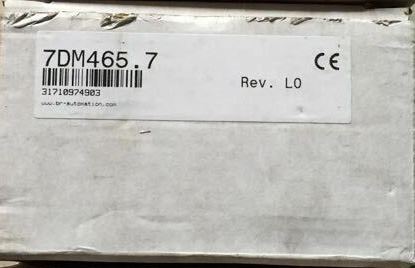 7DM465.7
CE
Rev. L0
31710974903
www.br-automation.com